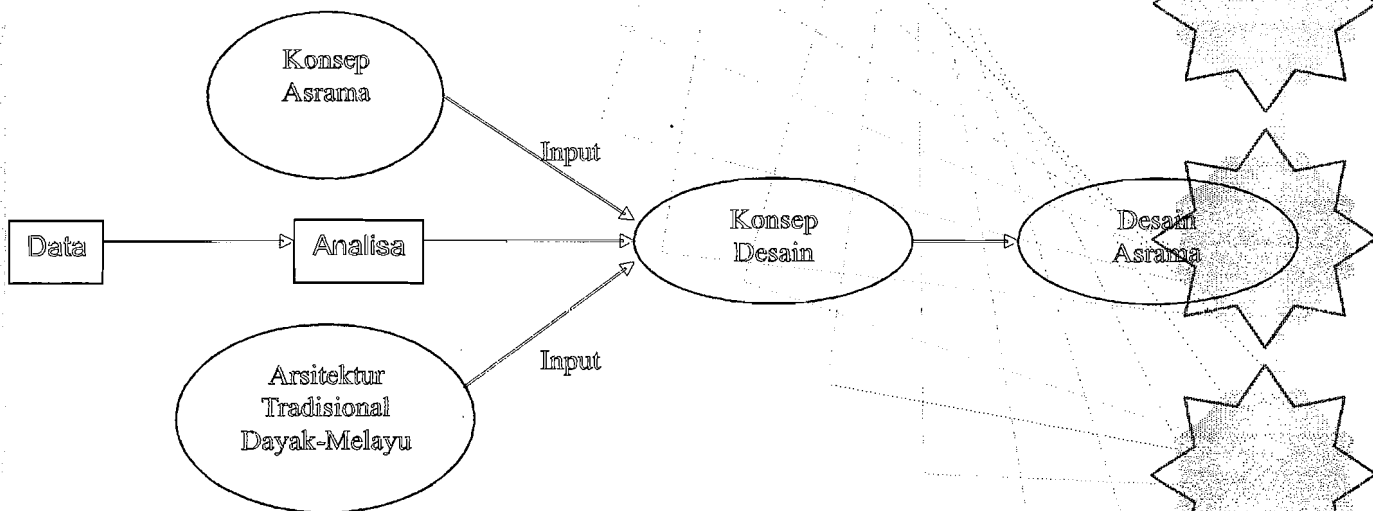 Konsep
Asrama
Input
Data
Analisa
Konsep
Desain
Desain
Asrama
Input
Arsitektur
Tradisional
Dayak-Melayu